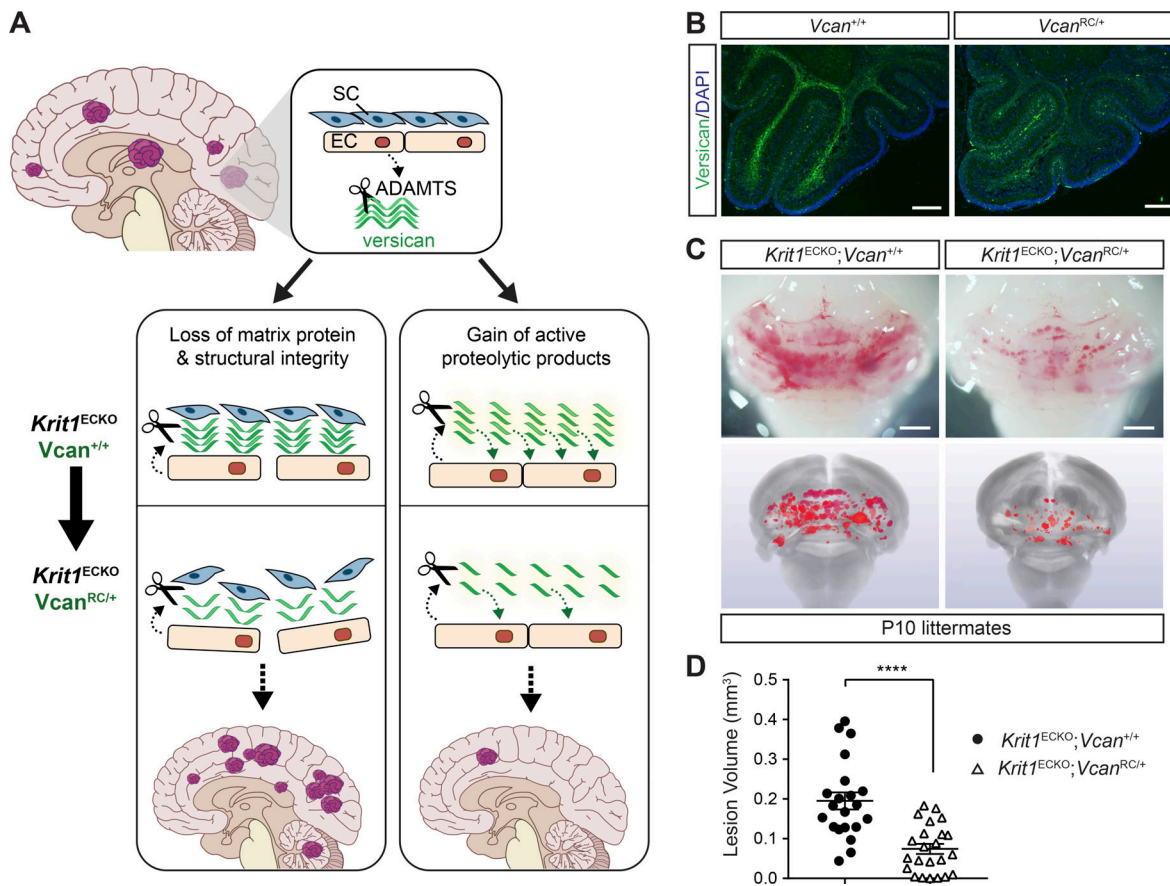 A
SC
EC
ADAMTS
versican
Loss of matrix protein
& structural integrity
Gain of active
proteolytic products
Krit1ᴱᶜᴷᴼ
Vcan⁺/⁺
Krit1ᴱᶜᴷᴼ
Vcanᴿᶜ/⁺
B
Vcan⁺/⁺
Vcanᴿᶜ/⁺
Versican/DAPI
C
Krit1ᴱᶜᴷᴼ;Vcan⁺/⁺
Krit1ᴱᶜᴷᴼ;Vcanᴿᶜ/⁺
P10 littermates
D
Lesion Volume (mm³)
0.5
0.4
0.3
0.2
0.1
0.0
****
Krit1ᴱᶜᴷᴼ;Vcan⁺/⁺
Krit1ᴱᶜᴷᴼ;Vcanᴿᶜ/⁺